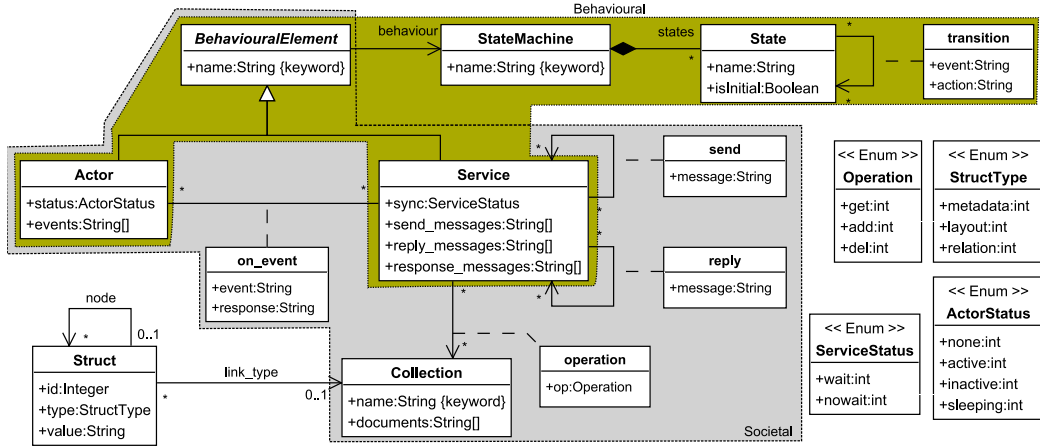 Behavioural
BehaviouralElement
+name:String {keyword}
behaviour
StateMachine
+name:String {keyword}
states
*
State
+name:String
+isInitial:Boolean
*
*
transition
+event:String
+action:String
Actor
+status:ActorStatus
+events:String[]
*
*
Service
+sync:ServiceStatus
+send_messages:String[]
+reply_messages:String[]
+response_messages:String[]
*
*
*
*
send
+message:String
reply
+message:String
<< Enum >>
Operation
+get:int
+add:int
+del:int
<< Enum >>
StructType
+metadata:int
+layout:int
+relation:int
on_event
+event:String
+response:String
*
*
node
*
0..1
Struct
+id:Integer
+type:StructType
+value:String
*
link_type
0..1
Collection
+name:String {keyword}
+documents:String[]
operation
+op:Operation
<< Enum >>
ServiceStatus
+wait:int
+nowait:int
<< Enum >>
ActorStatus
+none:int
+active:int
+inactive:int
+sleeping:int
Societal